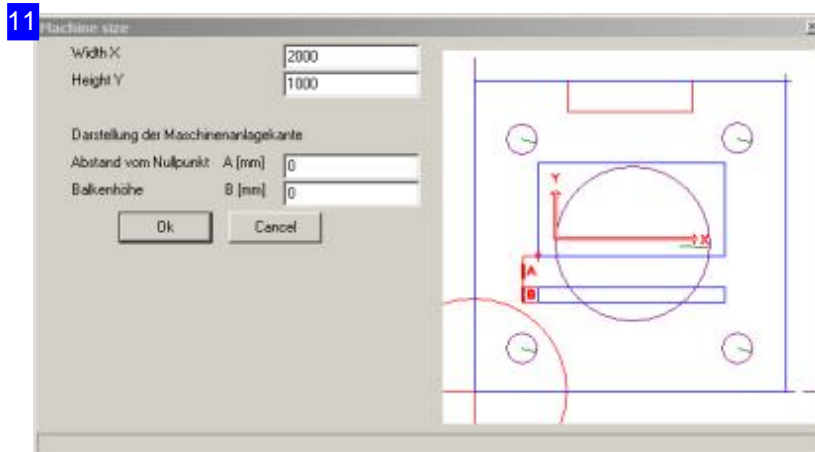 11
Machine size
Width X 2000
Height Y 1000
Darstellung der Maschinenanlagekante
Abstand vom Nullpunkt A [mm] 0
Balkenhöhe B [mm] 0
Ok Cancel
Y
X
A
B